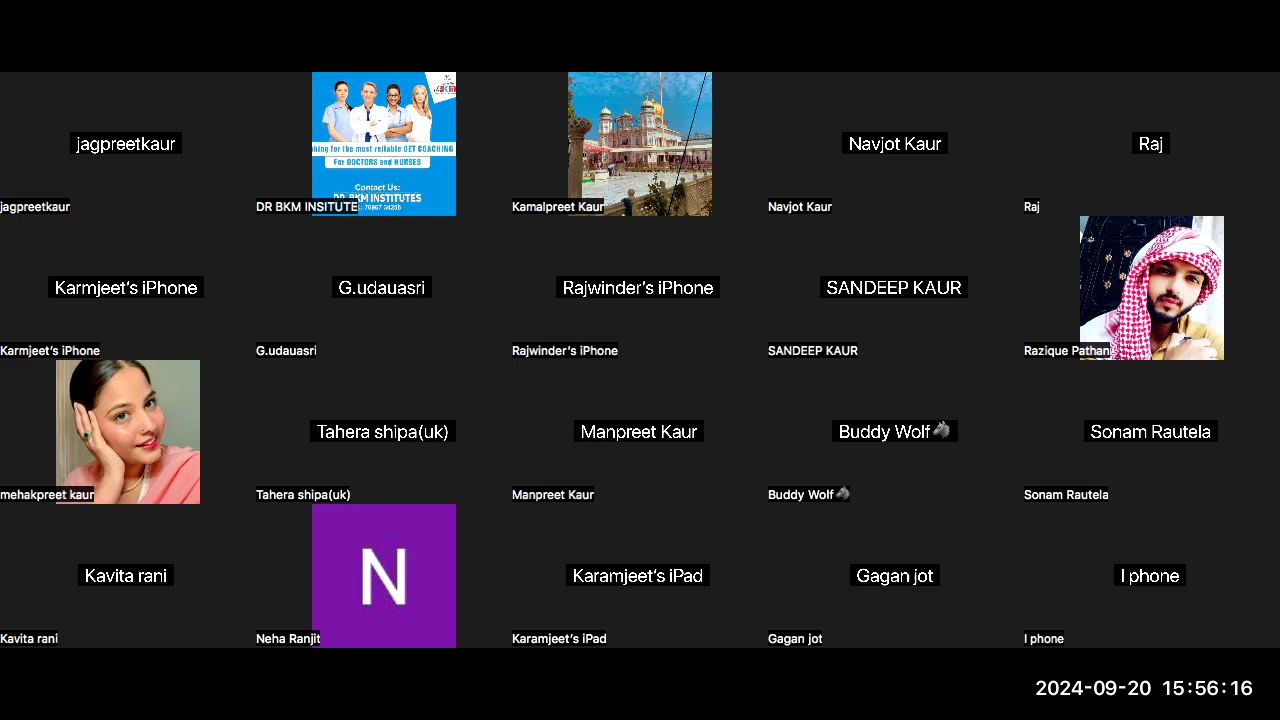 jagpreetkaur
jagpreetkaur
king for the most reliable OET COACHING
For DOCTORS and NURSES
Contact Us:
DR BKM INSTITUTES
76967 34256
DR BKM INSITUTE
Kamalpreet Kaur
Navjot Kaur
Navjot Kaur
Raj
Raj
Karmjeet’s iPhone
Karmjeet’s iPhone
G.udauasri
G.udauasri
Rajwinder’s iPhone
Rajwinder’s iPhone
SANDEEP KAUR
SANDEEP KAUR
Razique Pathan
mehakpreet kaur
Tahera shipa(uk)
Tahera shipa(uk)
Manpreet Kaur
Manpreet Kaur
Buddy Wolf🐴
Buddy Wolf🐴
Sonam Rautela
Sonam Rautela
Kavita rani
Kavita rani
N
Neha Ranjit
Karamjeet’s iPad
Karamjeet’s iPad
Gagan jot
Gagan jot
I phone
I phone
2024-09-20 15:56:16